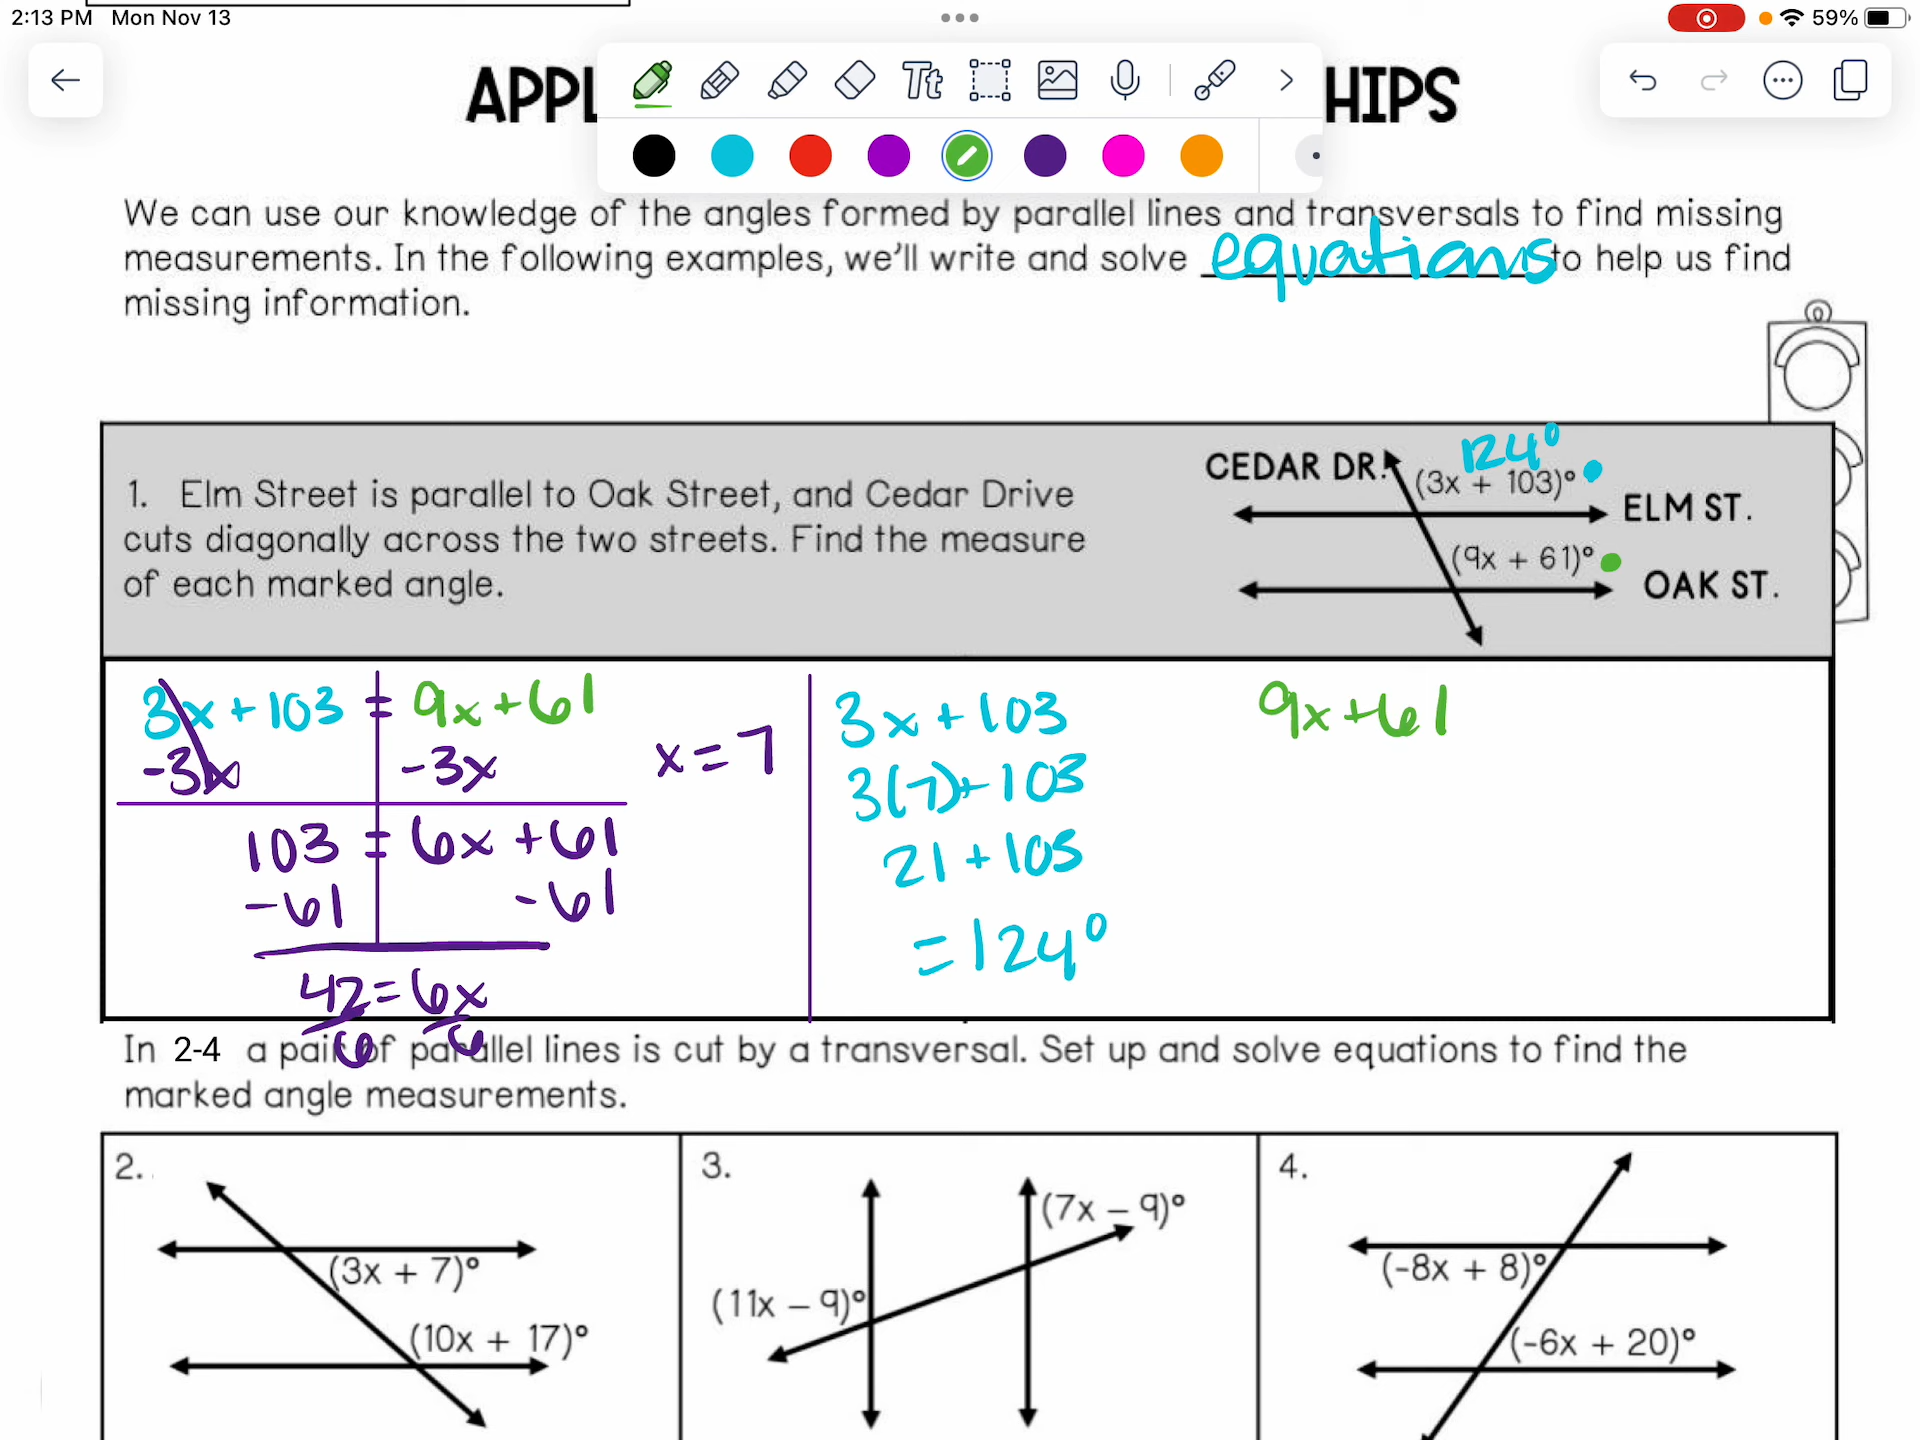 2:13 PM Mon Nov 13
59%
APPL
HIPS
Tt
We can use our knowledge of the angles formed by parallel lines and transversals to find missing
measurements. In the following examples, we'll write and solve equations to help us find
missing information.
1. Elm Street is parallel to Oak Street, and Cedar Drive
cuts diagonally across the two streets. Find the measure
of each marked angle.
CEDAR DR.
124°
(3x + 103)°
ELM ST.
(9x + 61)°
OAK ST.
3x + 103 = 9x + 61
-3x -3x
103 = 6x + 61
-61 -61
42 = 6x
6 6
x = 7
3x + 103
3(7) + 103
21 + 103
= 124°
9x + 61
In 2-4 a pair of parallel lines is cut by a transversal. Set up and solve equations to find the
marked angle measurements.
2.
(3x + 7)°
(10x + 17)°
3.
(7x – 9)°
(11x – 9)°
4.
(-8x + 8)°
(-6x + 20)°